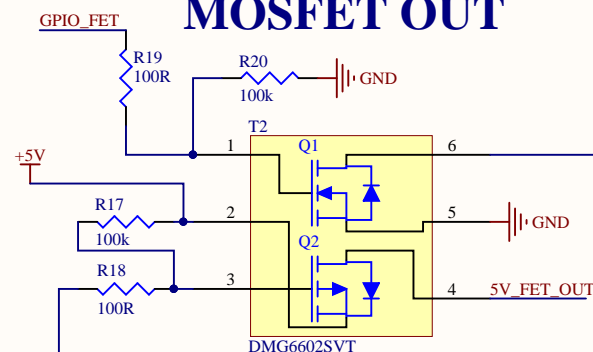 MOSFET OUT
GPIO_FET
R19
100R
R20
100k
GND
T2
+5V
1
Q1
6
R17
100k
2
5
GND
Q2
R18
100R
3
4
5V_FET_OUT
DMG6602SVT